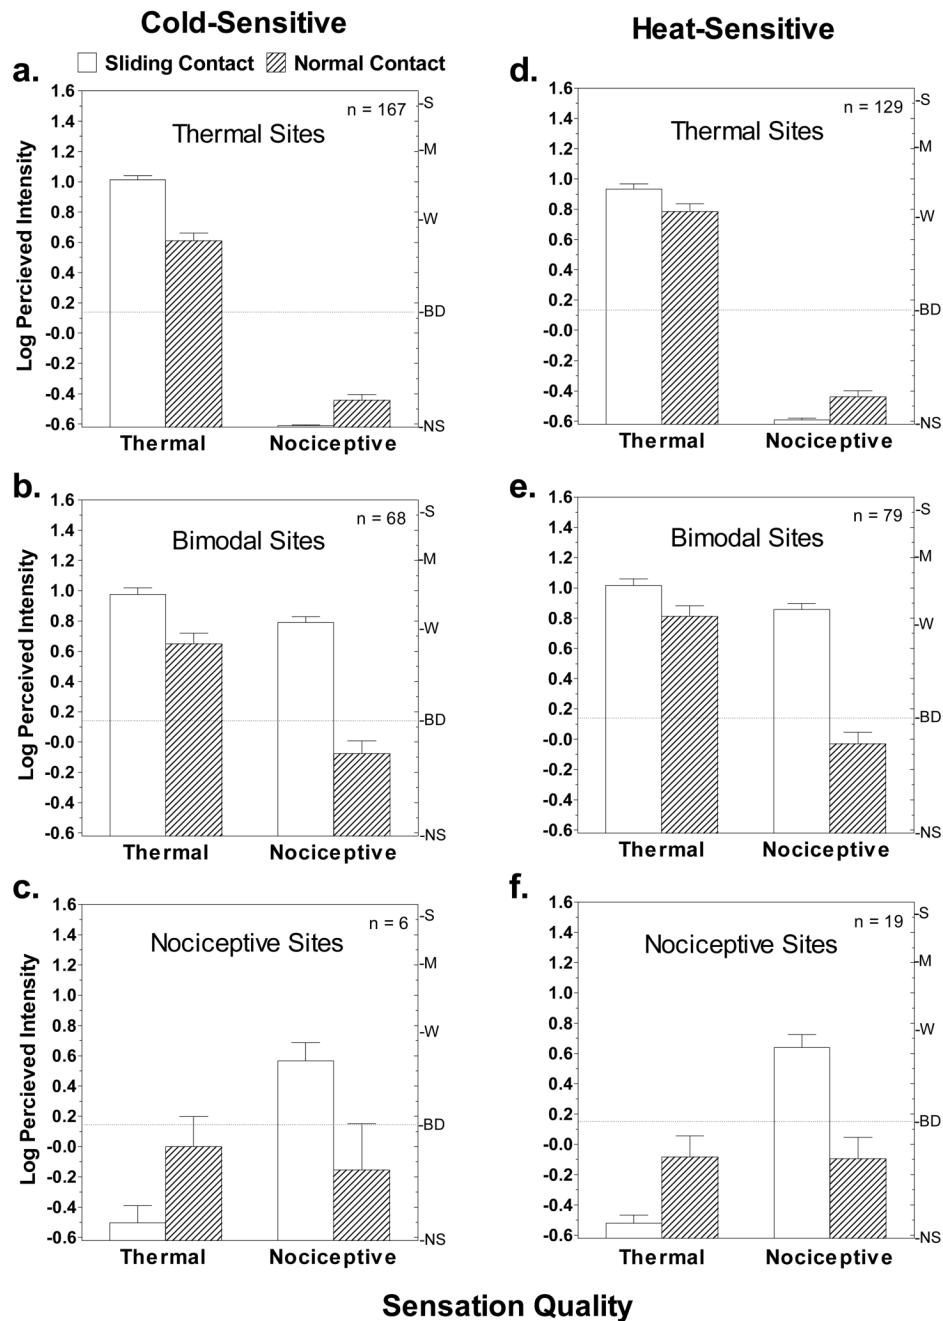 Cold-Sensitive
Heat-Sensitive
Sliding Contact Normal Contact
a.
Log Percieved Intensity
1.6
1.4
1.2
1.0
0.8
0.6
0.4
0.2
-0.0
-0.2
-0.4
-0.6
n = 167
Thermal Sites
-S
-M
-W
-BD
-NS
Thermal Nociceptive
d.
1.6
1.4
1.2
1.0
0.8
0.6
0.4
0.2
-0.0
-0.2
-0.4
-0.6
n = 129
Thermal Sites
-S
-M
-W
-BD
-NS
Thermal Nociceptive
b.
Log Perceived Intensity
1.6
1.4
1.2
1.0
0.8
0.6
0.4
0.2
-0.0
-0.2
-0.4
-0.6
n = 68
Bimodal Sites
-S
-M
-W
-BD
-NS
Thermal Nociceptive
e.
1.6
1.4
1.2
1.0
0.8
0.6
0.4
0.2
-0.0
-0.2
-0.4
-0.6
n = 79
Bimodal Sites
-S
-M
-W
-BD
-NS
Thermal Nociceptive
c.
Log Percieved Intensity
1.6
1.4
1.2
1.0
0.8
0.6
0.4
0.2
-0.0
-0.2
-0.4
-0.6
n = 6
Nociceptive Sites
-S
-M
-W
-BD
-NS
Thermal Nociceptive
f.
1.6
1.4
1.2
1.0
0.8
0.6
0.4
0.2
-0.0
-0.2
-0.4
-0.6
n = 19
Nociceptive Sites
-S
-M
-W
-BD
-NS
Thermal Nociceptive
Sensation Quality